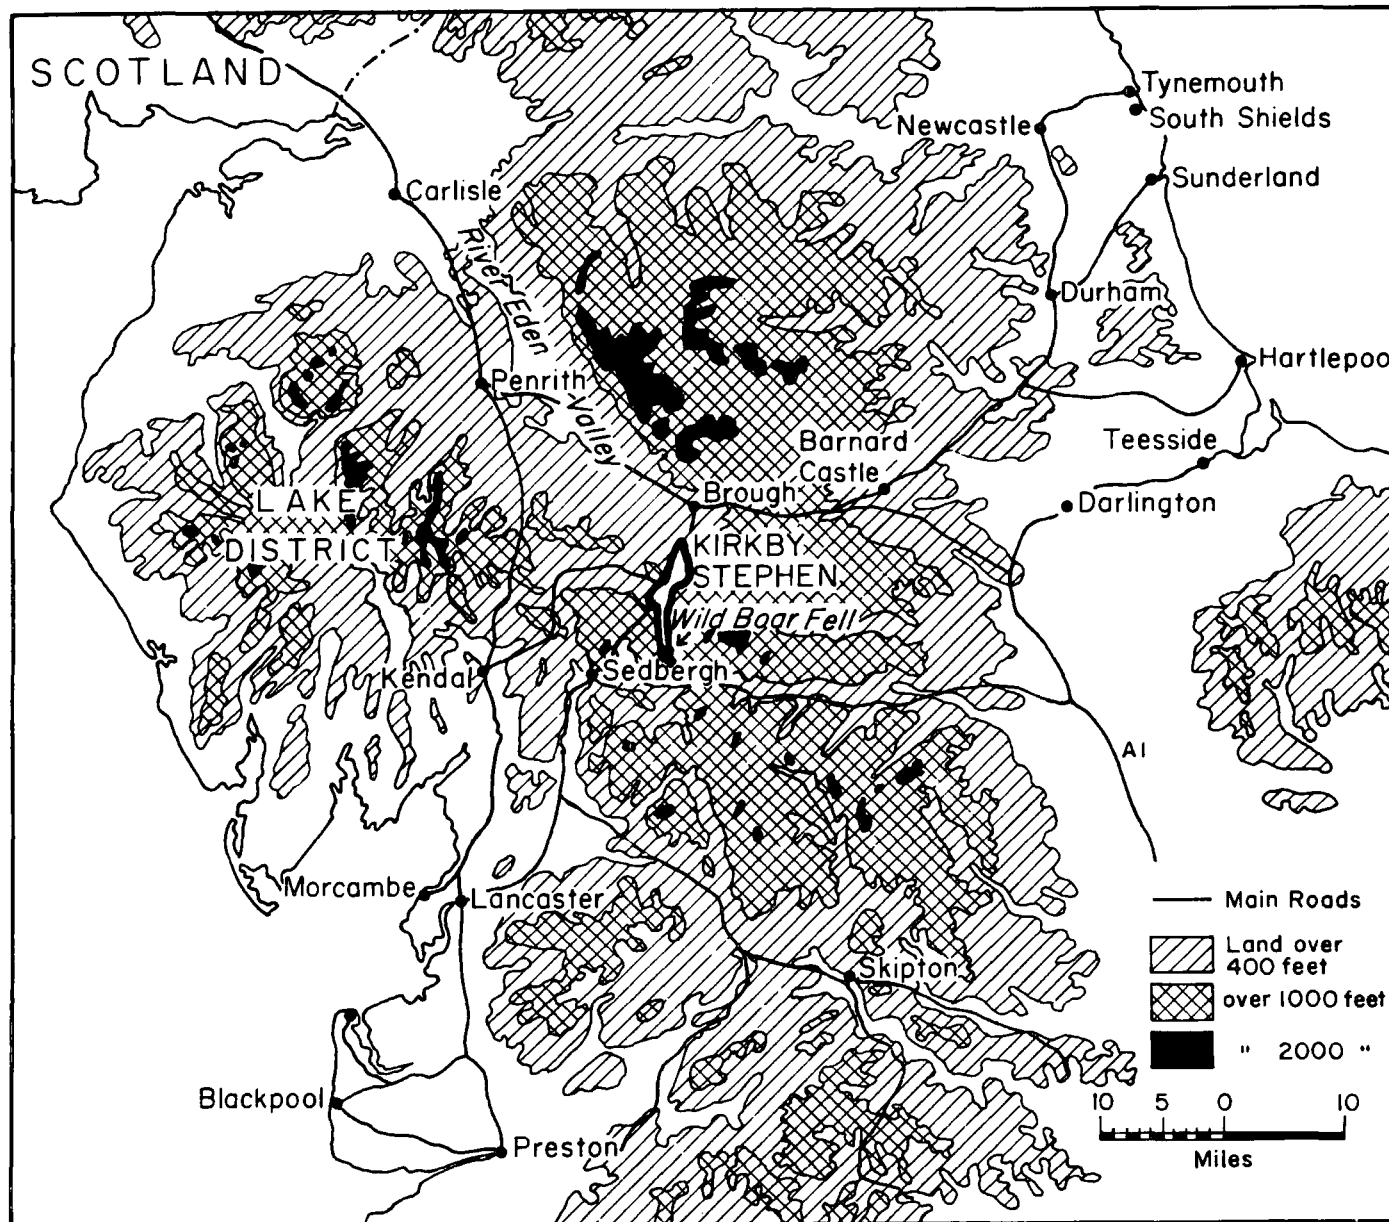 SCOTLAND
Tynemouth
South Shields
Newcastle
Sunderland
Carlisle
River Eden
Valley
Durham
Hartlepoo
Penrith
Barnard
Castle
Teesside
Brough
Darlington
LAKE
DISTRICT
KIRKBY
STEPHEN
Wild Boar Fell
Kendal
Sedbergh
A1
Morcambe
Lancaster
Main Roads
Skipton
Land over
400 feet
over 1000 feet
" 2000 "
Blackpool
10 5 0 10
Preston
Miles